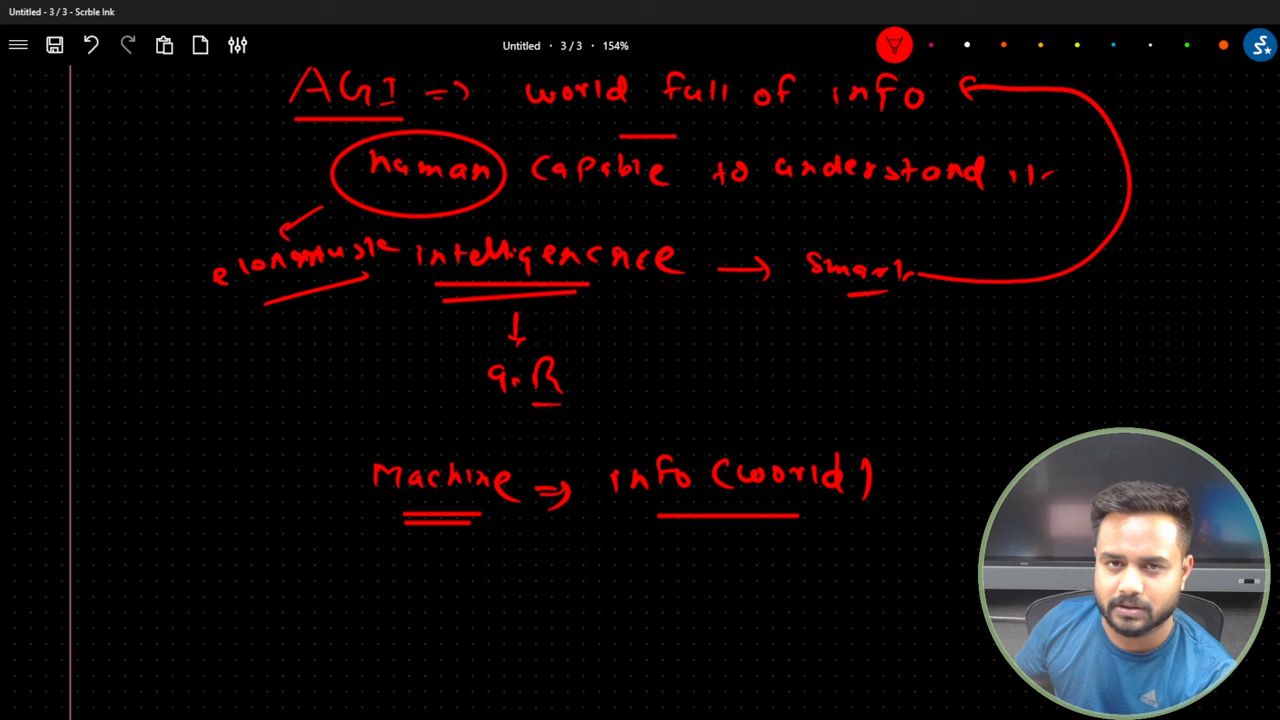 Untitled - 3 / 3 - Scrble Ink
Untitled · 3 / 3 · 154%
AGI => world full of info
human capable to understand it
elonmusk intelligence → smart
↓
R
Machine => info (world)